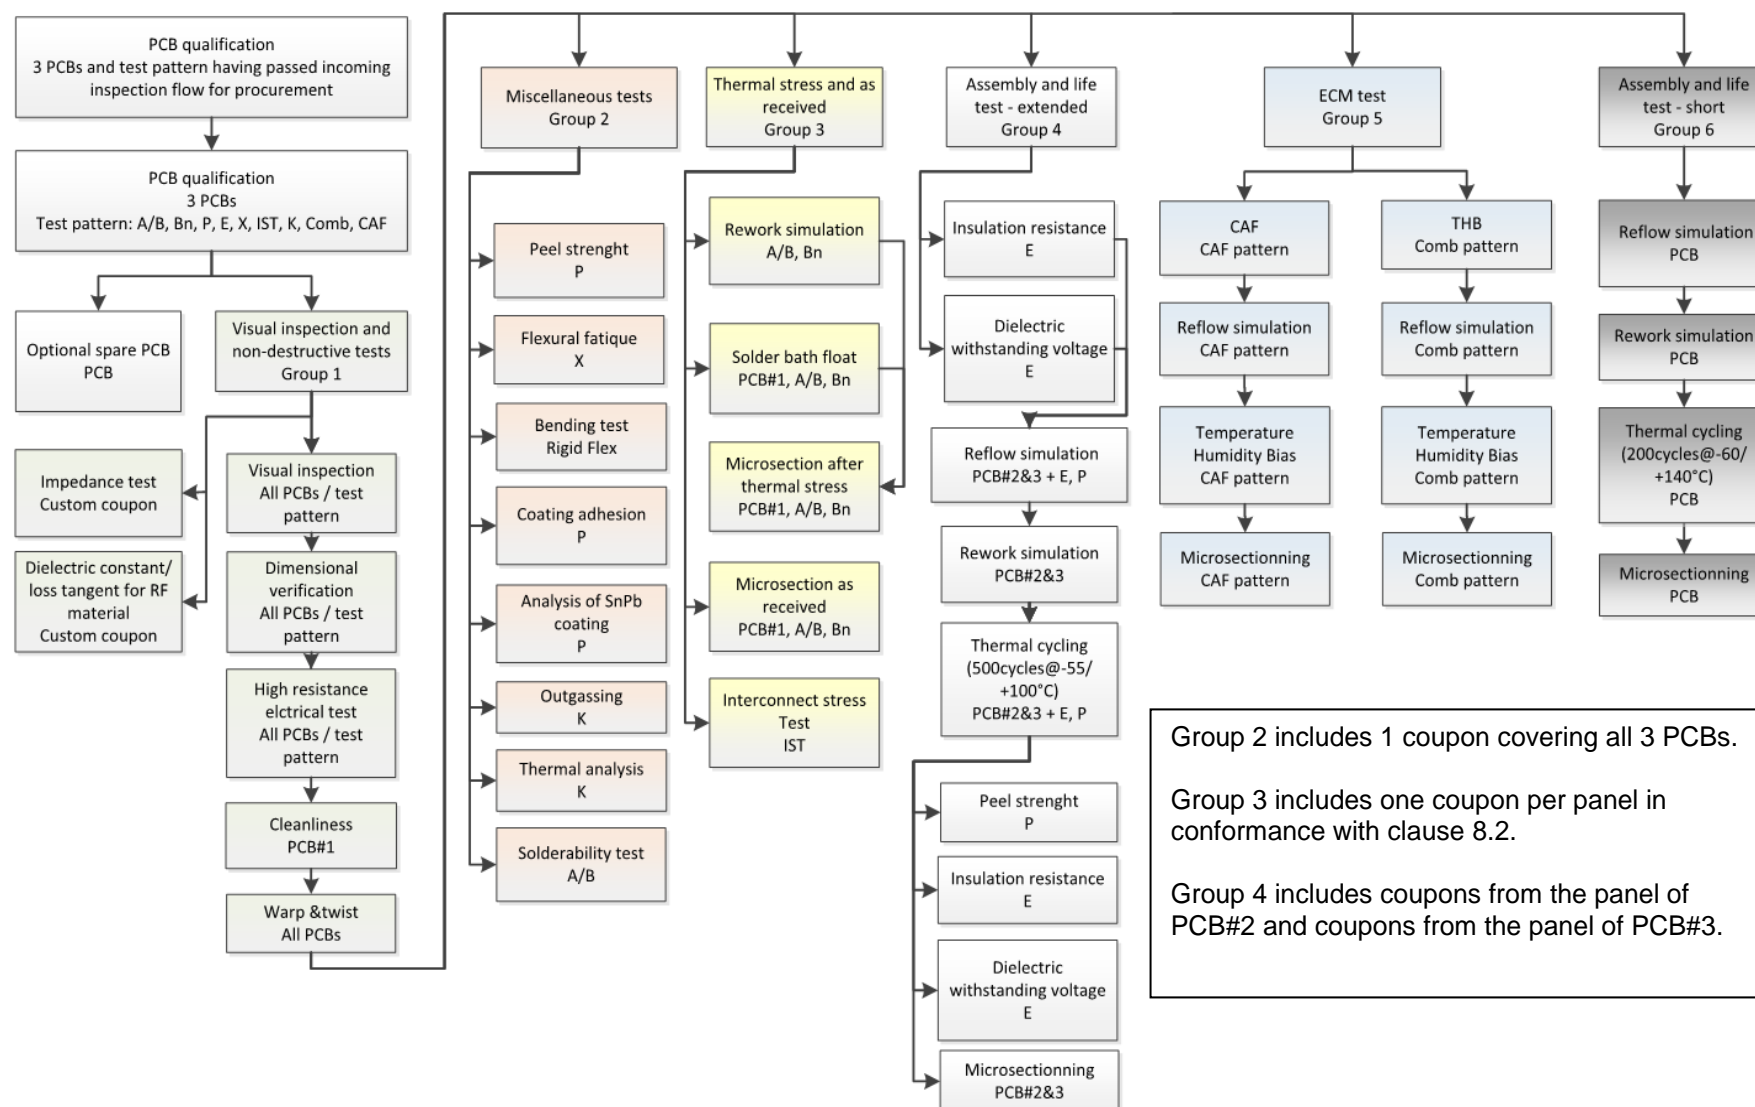 PCB qualification
3 PCBs and test pattern having passed incoming
inspection flow for procurement
PCB qualification
3 PCBs
Test pattern: A/B, Bn, P, E, X, IST, K, Comb, CAF
Optional spare PCB
PCB
Visual inspection and
non-destructive tests
Group 1
Impedance test
Custom coupon
Dielectric constant/
loss tangent for RF
material
Custom coupon
Visual inspection
All PCBs / test
pattern
Dimensional
verification
All PCBs / test
pattern
High resistance
elctrical test
All PCBs / test
pattern
Cleanliness
PCB#1
Warp &twist
All PCBs
Miscellaneous tests
Group 2
Peel strenght
P
Flexural fatique
X
Bending test
Rigid Flex
Coating adhesion
P
Analysis of SnPb
coating
P
Outgassing
K
Thermal analysis
K
Solderability test
A/B
Thermal stress and as
received
Group 3
Rework simulation
A/B, Bn
Solder bath float
PCB#1, A/B, Bn
Microsection after
thermal stress
PCB#1, A/B, Bn
Microsection as
received
PCB#1, A/B, Bn
Interconnect stress
Test
IST
Assembly and life
test - extended
Group 4
Insulation resistance
E
Dielectric
withstanding voltage
E
Reflow simulation
PCB#2&3 + E, P
Rework simulation
PCB#2&3
Thermal cycling
(500cycles@-55/
+100°C)
PCB#2&3 + E, P
Peel strenght
P
Insulation resistance
E
Dielectric
withstanding voltage
E
Microsectionning
PCB#2&3
ECM test
Group 5
CAF
CAF pattern
Reflow simulation
CAF pattern
Temperature
Humidity Bias
CAF pattern
Microsectionning
CAF pattern
THB
Comb pattern
Reflow simulation
Comb pattern
Temperature
Humidity Bias
Comb pattern
Microsectionning
Comb pattern
Assembly and life
test - short
Group 6
Reflow simulation
PCB
Rework simulation
PCB
Thermal cycling
(200cycles@-60/
+140°C)
PCB
Microsectionning
PCB
Group 2 includes 1 coupon covering all 3 PCBs.
Group 3 includes one coupon per panel in
conformance with clause 8.2.
Group 4 includes coupons from the panel of
PCB#2 and coupons from the panel of PCB#3.